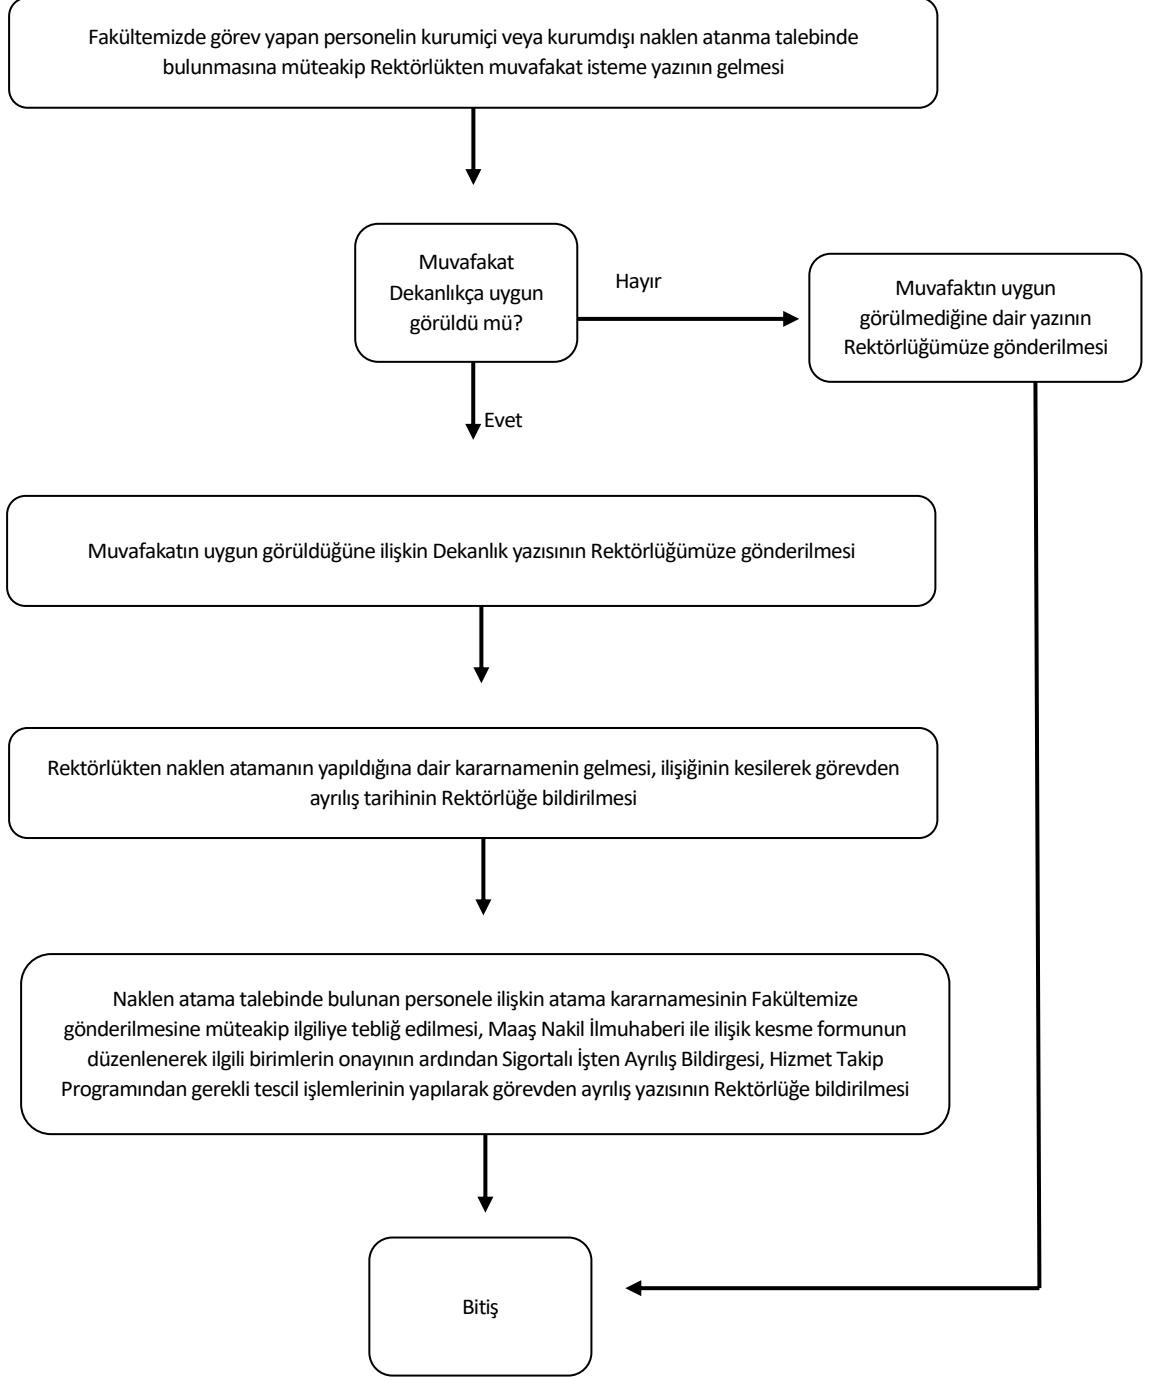 Fakültemizde görev yapan personelin kurumiçi veya kurumdışı naklen atanma talebinde
bulunmasına müteakip Rektörlükten muvafakat isteme yazının gelmesi
Muvafakat
Dekanlıkça uygun
görüldü mü?
Hayır
Muvafaktın uygun
görülmediğine dair yazının
Rektörlüğümüze gönderilmesi
Evet
Muvafakatın uygun görüldüğüne ilişkin Dekanlık yazısının Rektörlüğümüze gönderilmesi
Rektörlükten naklen atamanın yapıldığına dair kararnamenin gelmesi, ilişiğinin kesilerek görevden
ayrılış tarihinin Rektörlüğe bildirilmesi
Naklen atama talebinde bulunan personele ilişkin atama kararnamesinin Fakültemize
gönderilmesine müteakip ilgiliye tebliğ edilmesi, Maaş Nakil İlmuhaberi ile ilişik kesme formunun
düzenlenerek ilgili birimlerin onayının ardından Sigortalı İşten Ayrılış Bildirgesi, Hizmet Takip
Programından gerekli tescil işlemlerinin yapılarak görevden ayrılış yazısının Rektörlüğe bildirilmesi
Bitiş